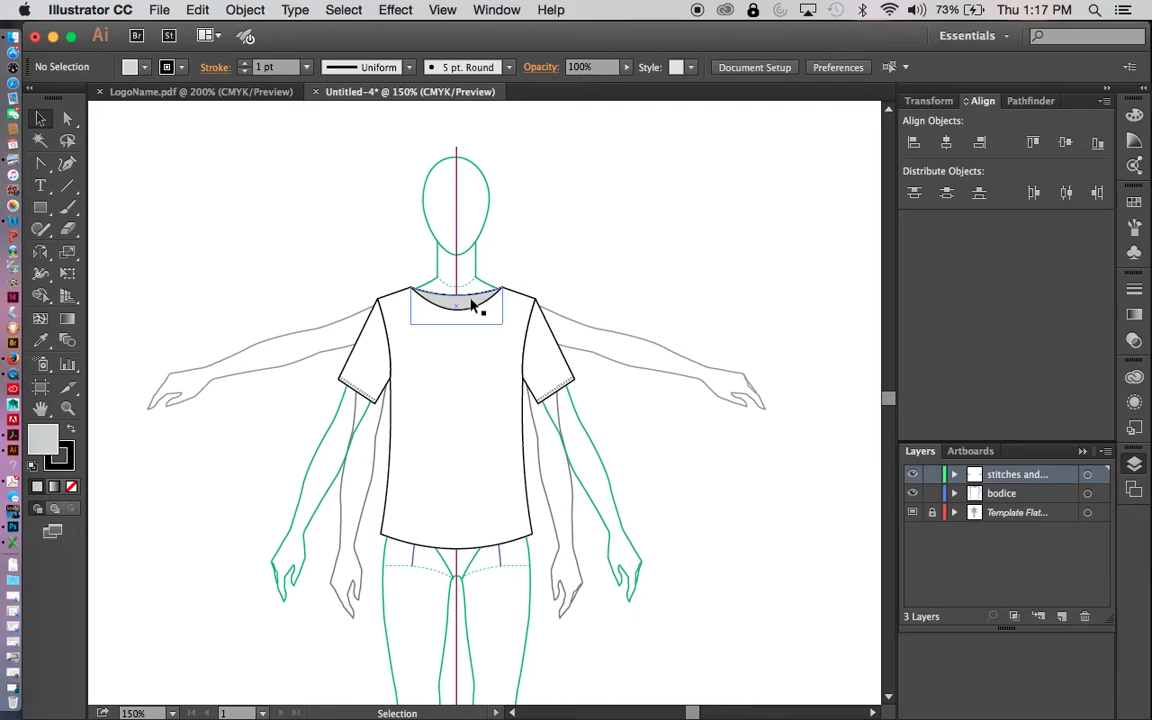 Illustrator CC File Edit Object Type Select Effect View Window Help 73% Thu 1:17 PM
Ai Br St Essentials
No Selection Stroke: 1 pt Uniform 5 pt. Round Opacity: 100% Style: Document Setup Preferences
LogoName.pdf @ 200% (CMYK/Preview) Untitled-4* @ 150% (CMYK/Preview)
Transform Align Pathfinder
Align Objects:
Distribute Objects:
Layers Artboards
stitches and...
bodice
Template Flat...
3 Layers
150% 1 Selection